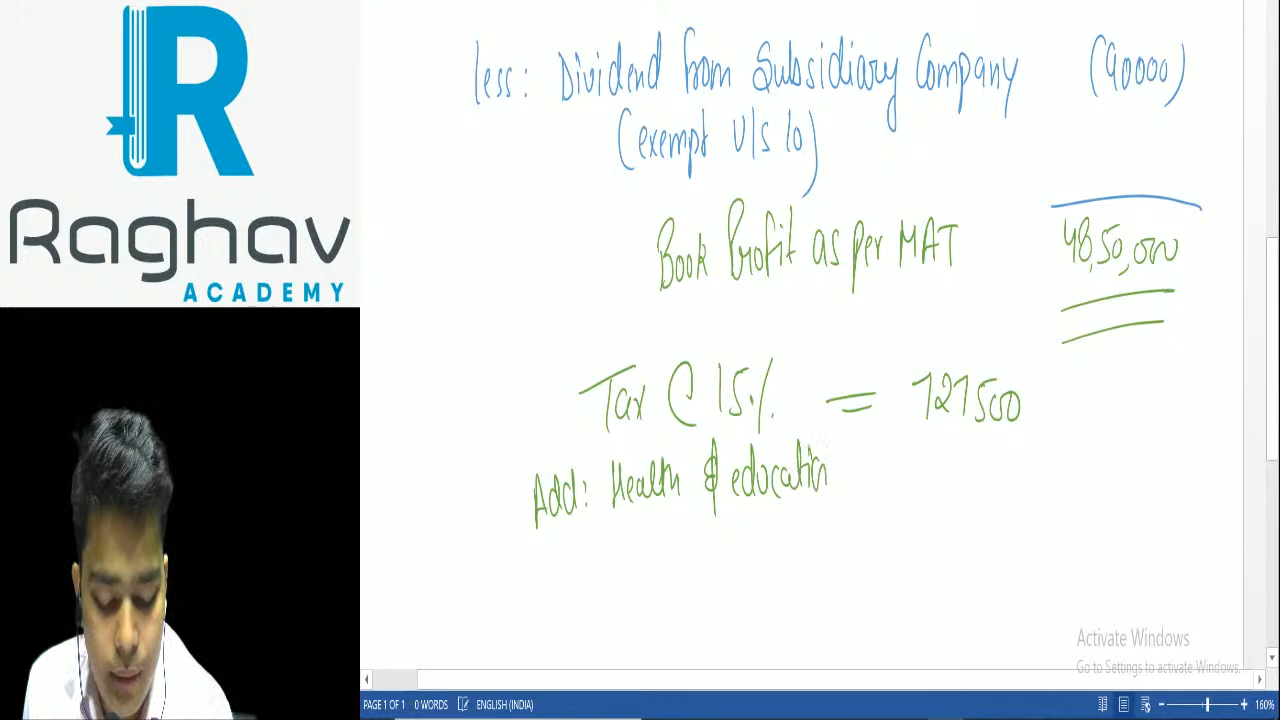 Raghav
ACADEMY
less: Dividend from Subsidiary Company (90000)
(exempt U/s 10)
Book Profit as per MAT 48,50,000
Tax @ 15% = 727500
Add: Health & education
Activate Windows
Go to Settings to activate Windows.
PAGE 1 OF 1 0 WORDS ENGLISH (INDIA) 160%